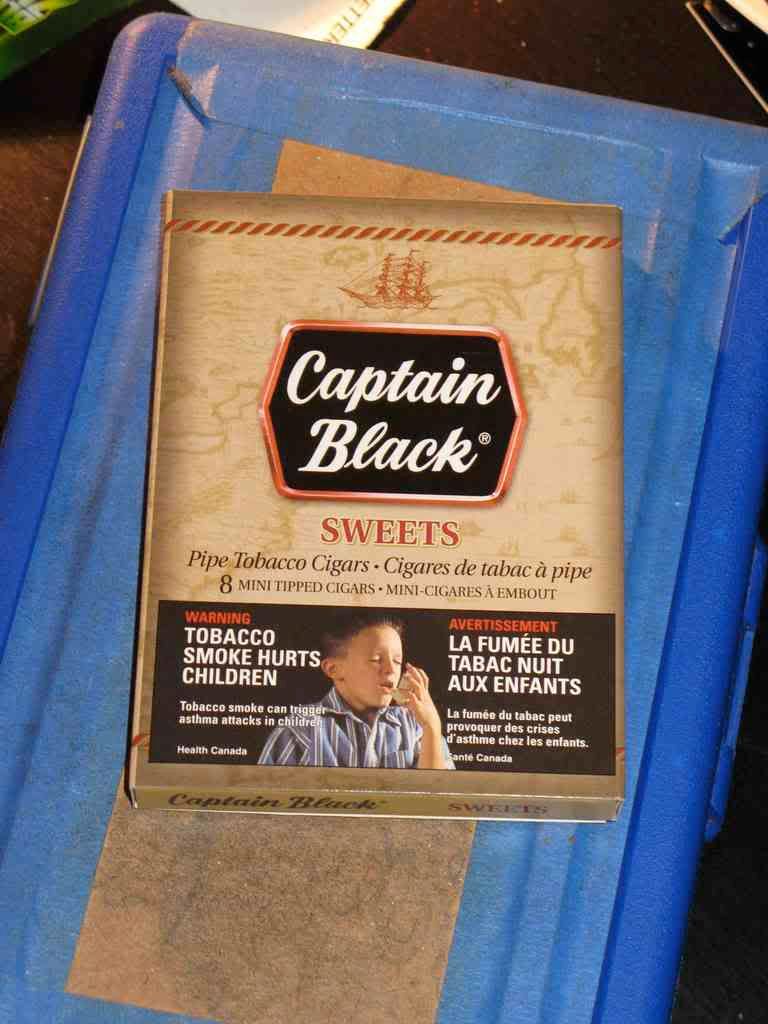 ETTER
Captain
Black®
SWEETS
Pipe Tobacco Cigars • Cigares de tabac à pipe
8 MINI TIPPED CIGARS • MINI-CIGARES À EMBOUT
WARNING
TOBACCO
SMOKE HURTS
CHILDREN
Tobacco smoke can trigger
asthma attacks in children
Health Canada
AVERTISSEMENT
LA FUMÉE DU
TABAC NUIT
AUX ENFANTS
La fumée du tabac peut
provoquer des crises
d'asthme chez les enfants.
Santé Canada
Captain Black® SWEETS